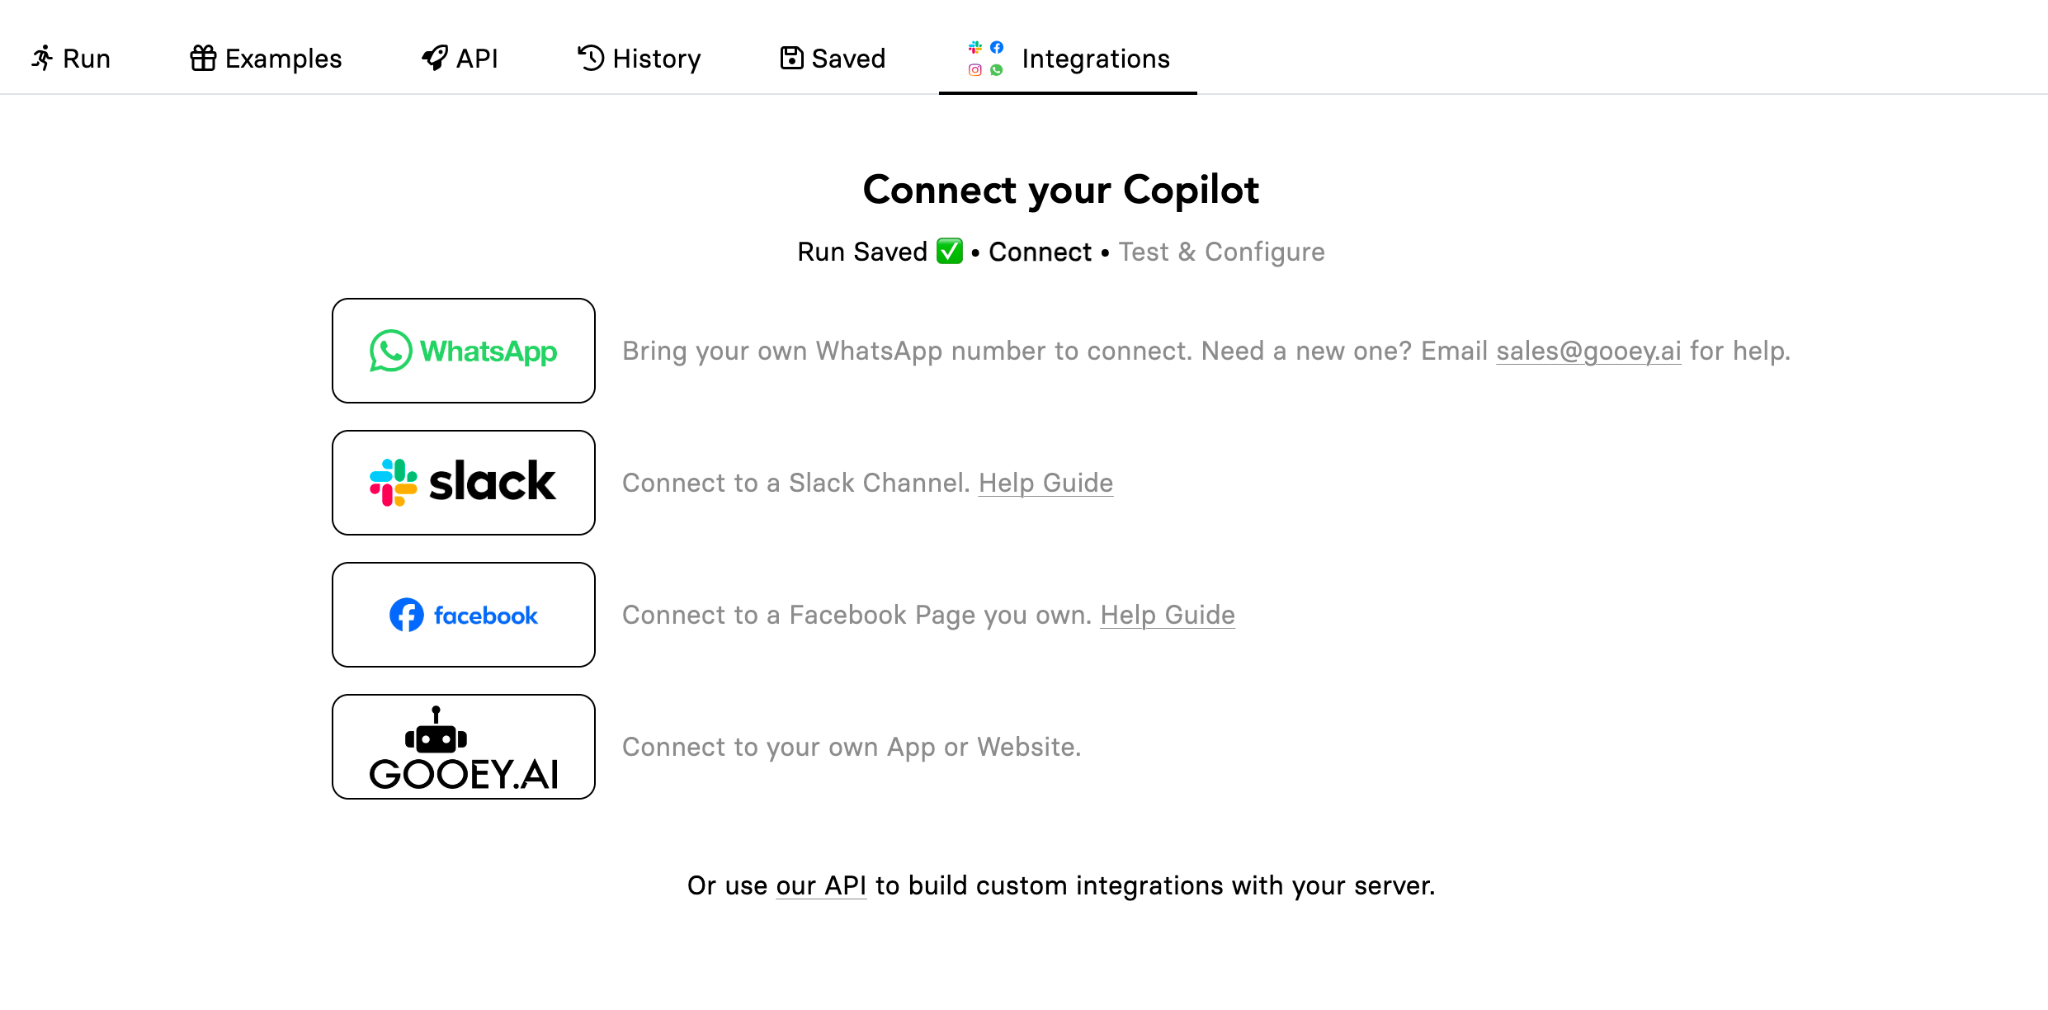 Run Examples API History Saved Integrations
Connect your Copilot
Run Saved ✅ • Connect • Test & Configure
WhatsApp Bring your own WhatsApp number to connect. Need a new one? Email sales@gooey.ai for help.
slack Connect to a Slack Channel. Help Guide
facebook Connect to a Facebook Page you own. Help Guide
GOOEY.AI Connect to your own App or Website.
Or use our API to build custom integrations with your server.